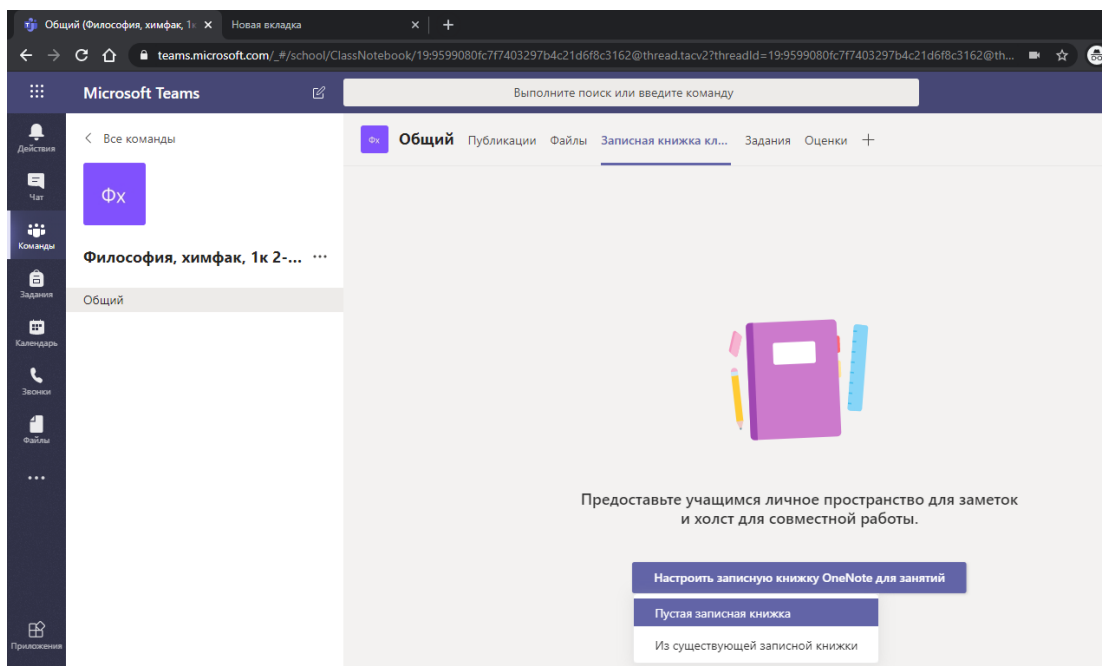 Общий (Философия, химфак, 1к
Новая вкладка
teams.microsoft.com/_#/school/ClassNotebook/19:9599080fc7f7403297b4c21d6f8c3162@thread.tacv2?threadId=19:9599080fc7f7403297b4c21d6f8c3162@th...
Microsoft Teams
Выполните поиск или введите команду
Действия
Чат
Команды
Задания
Календарь
Звонки
Файлы
Приложения
Все команды
Фх
Философия, химфак, 1к 2-... ···
Общий
Фх Общий Публикации Файлы Записная книжка кл... Задания Оценки +
Предоставьте учащимся личное пространство для заметок
и холст для совместной работы.
Настроить записную книжку OneNote для занятий
Пустая записная книжка
Из существующей записной книжки